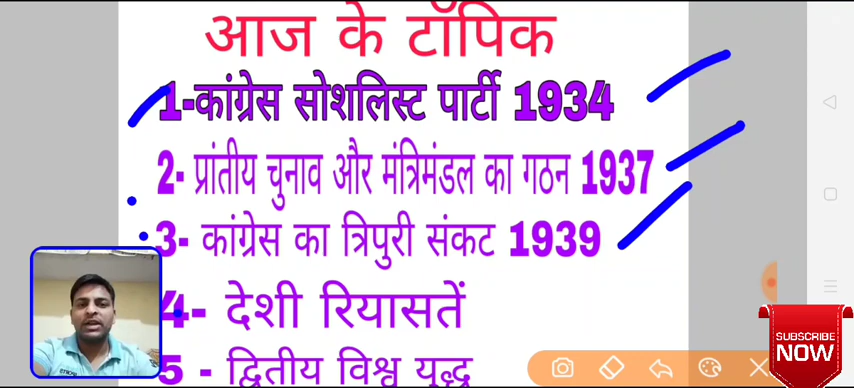 आज के टॉपिक
1-कांग्रेस सोशलिस्ट पार्टी 1934
2- प्रांतीय चुनाव और मंत्रिमंडल का गठन 1937
3- कांग्रेस का त्रिपुरी संकट 1939
4- देशी रियासतें
5 - द्वितीय विश्व युद्ध
SUBSCRIBE
NOW